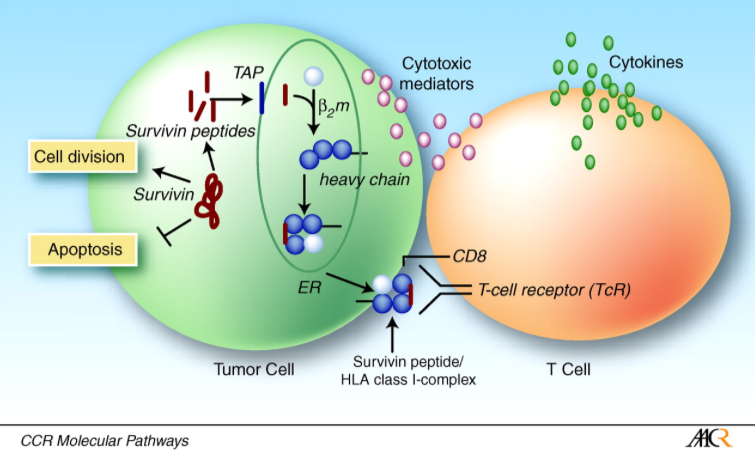 Cytotoxic
mediators
Cytokines
TAP
β₂m
Survivin peptides
Cell division
Survivin
heavy chain
Apoptosis
CD8
ER
T-cell receptor (TcR)
Survivin peptide/
HLA class I-complex
Tumor Cell
T Cell
CCR Molecular Pathways
AACR